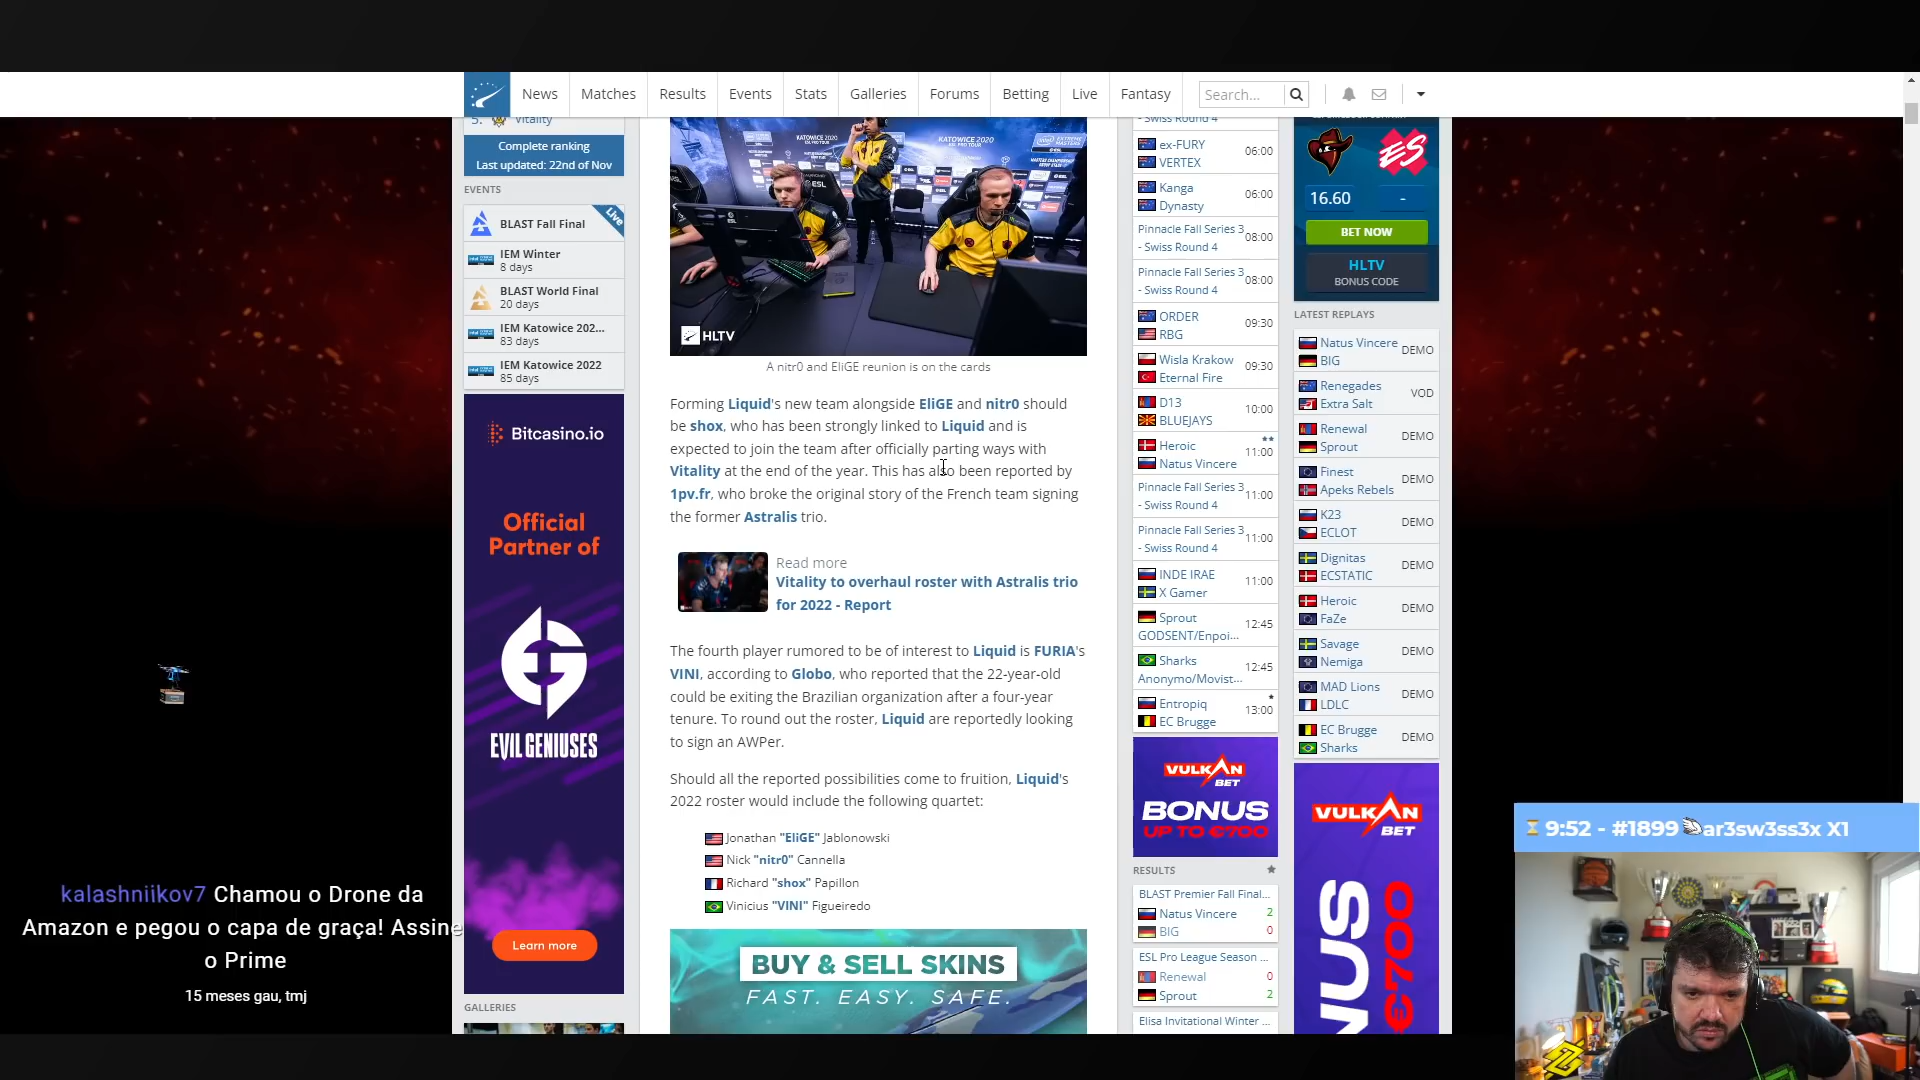 News Matches Results Events Stats Galleries Forums Betting Live Fantasy Search...
5. Vitality
Complete ranking
Last updated: 22nd of Nov
EVENTS
BLAST Fall Final
Live
IEM Winter
8 days
BLAST World Final
20 days
IEM Katowice 202...
83 days
IEM Katowice 2022
85 days
Bitcasino.io
Official
Partner of
EVIL GENIUSES
Learn more
GALLERIES
KATOWICE 2020
ESL PRO TOUR
KATOWICE 2020
ESL PRO TOUR
ESL
HLTV
A nitr0 and EliGE reunion is on the cards
Forming Liquid's new team alongside EliGE and nitr0 should
be shox, who has been strongly linked to Liquid and is
expected to join the team after officially parting ways with
Vitality at the end of the year. This has also been reported by
1pv.fr, who broke the original story of the French team signing
the former Astralis trio.
Read more
Vitality to overhaul roster with Astralis trio
for 2022 - Report
The fourth player rumored to be of interest to Liquid is FURIA's
VINI, according to Globo, who reported that the 22-year-old
could be exiting the Brazilian organization after a four-year
tenure. To round out the roster, Liquid are reportedly looking
to sign an AWPer.
Should all the reported possibilities come to fruition, Liquid's
2022 roster would include the following quartet:
Jonathan "EliGE" Jablonowski
Nick "nitr0" Cannella
Richard "shox" Papillon
Vinicius "VINI" Figueiredo
BUY & SELL SKINS
FAST. EASY. SAFE.
- Swiss Round 4
ex-FURY
VERTEX
06:00
Kanga
Dynasty
06:00
Pinnacle Fall Series 3
- Swiss Round 4
08:00
Pinnacle Fall Series 3
- Swiss Round 4
08:00
ORDER
RBG
09:30
Wisla Krakow
Eternal Fire
09:30
D13
BLUEJAYS
10:00
Heroic
Natus Vincere
11:00
Pinnacle Fall Series 3
- Swiss Round 4
11:00
Pinnacle Fall Series 3
- Swiss Round 4
11:00
INDE IRAE
X Gamer
11:00
Sprout
GODSENT/Enpoi...
12:45
Sharks
Anonymo/Movist...
12:45
Entropiq
EC Brugge
13:00
VULKAN
BET
BONUS
UP TO €700
RESULTS
BLAST Premier Fall Final...
Natus Vincere 2
BIG 0
ESL Pro League Season ...
Renewal 0
Sprout 2
Elisa Invitational Winter ...
ES
16.60 -
BET NOW
HLTV
BONUS CODE
LATEST REPLAYS
Natus Vincere
BIG
DEMO
Renegades
Extra Salt
VOD
Renewal
Sprout
DEMO
Finest
Apeks Rebels
DEMO
K23
ECLOT
DEMO
Dignitas
ECSTATIC
DEMO
Heroic
FaZe
DEMO
Savage
Nemiga
DEMO
MAD Lions
LDLC
DEMO
EC Brugge
Sharks
DEMO
VULKAN
BET
NUS
€700
kalashniikov7 Chamou o Drone da
Amazon e pegou o capa de graça! Assine
o Prime
15 meses gau, tmj
9:52 - #1899 ar3sw3ss3x X1